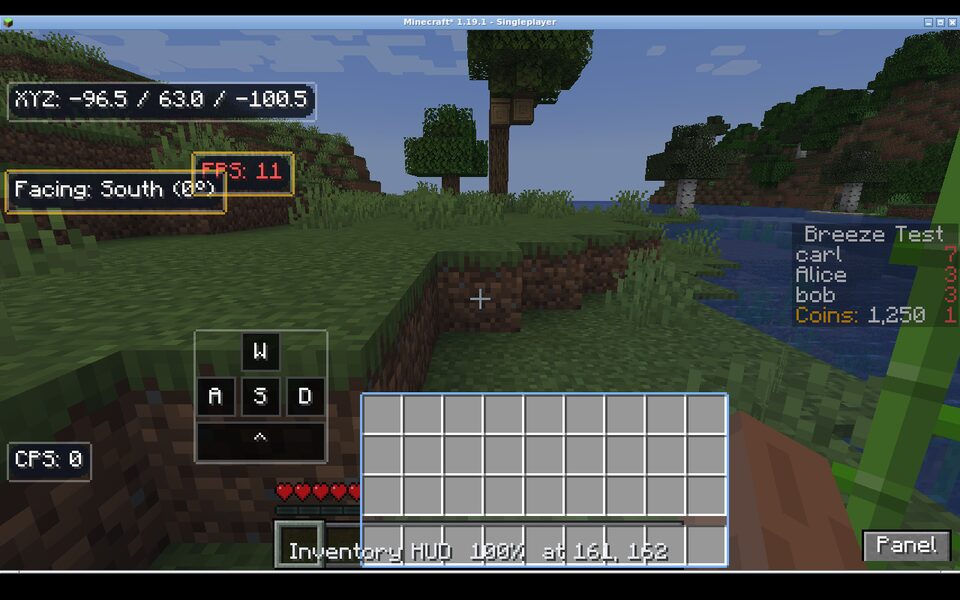 Minecraft* 1.19.1 - Singleplayer
XYZ: -96.5 / 63.0 / -100.5
FPS: 11
Facing: South (0°)
Breeze Test
carl 7
Alice 3
bob 3
Coins: 1,250 1
W
A S D
^
CPS: 0
Inventory HUD 100% at 161, 162
Panel